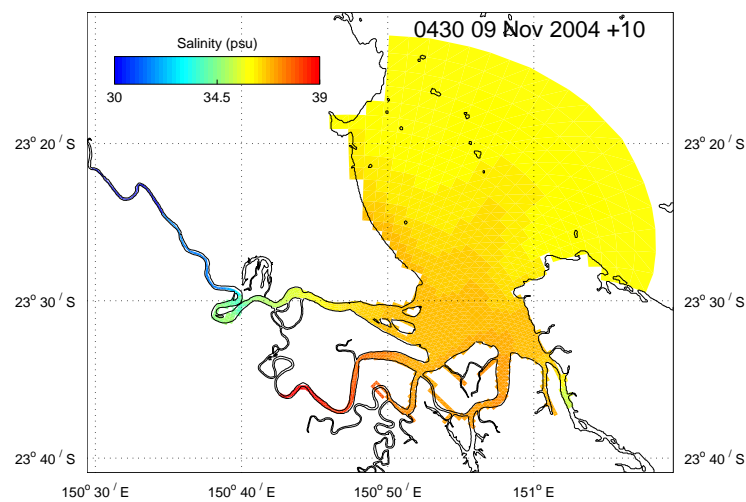 0430 09 Nov 2004 +10
Salinity (psu)
30 34.5 39
23° 20 ' S 23° 20 ' S
23° 30 ' S 23° 30 ' S
23° 40 ' S 23° 40 ' S
150° 30 ' E 150° 40 ' E 150° 50 ' E 151° E